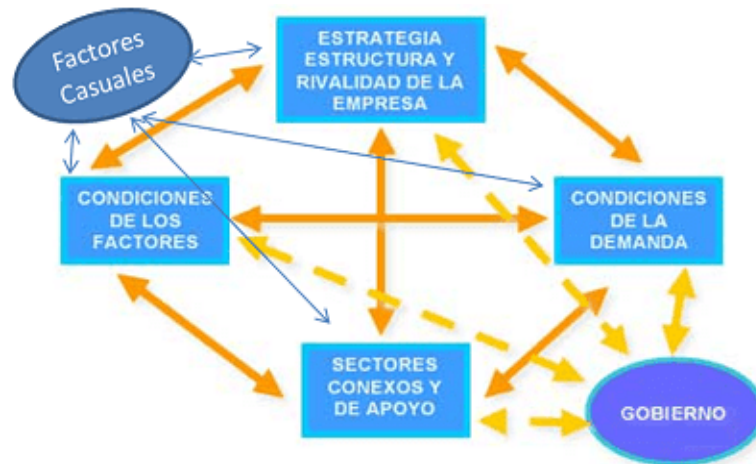 Factores
Casuales
ESTRATEGIA
ESTRUCTURA Y
RIVALIDAD DE LA
EMPRESA
CONDICIONES
DE LOS
FACTORES
CONDICIONES
DE LA
DEMANDA
SECTORES
CONEXOS Y
DE APOYO
GOBIERNO